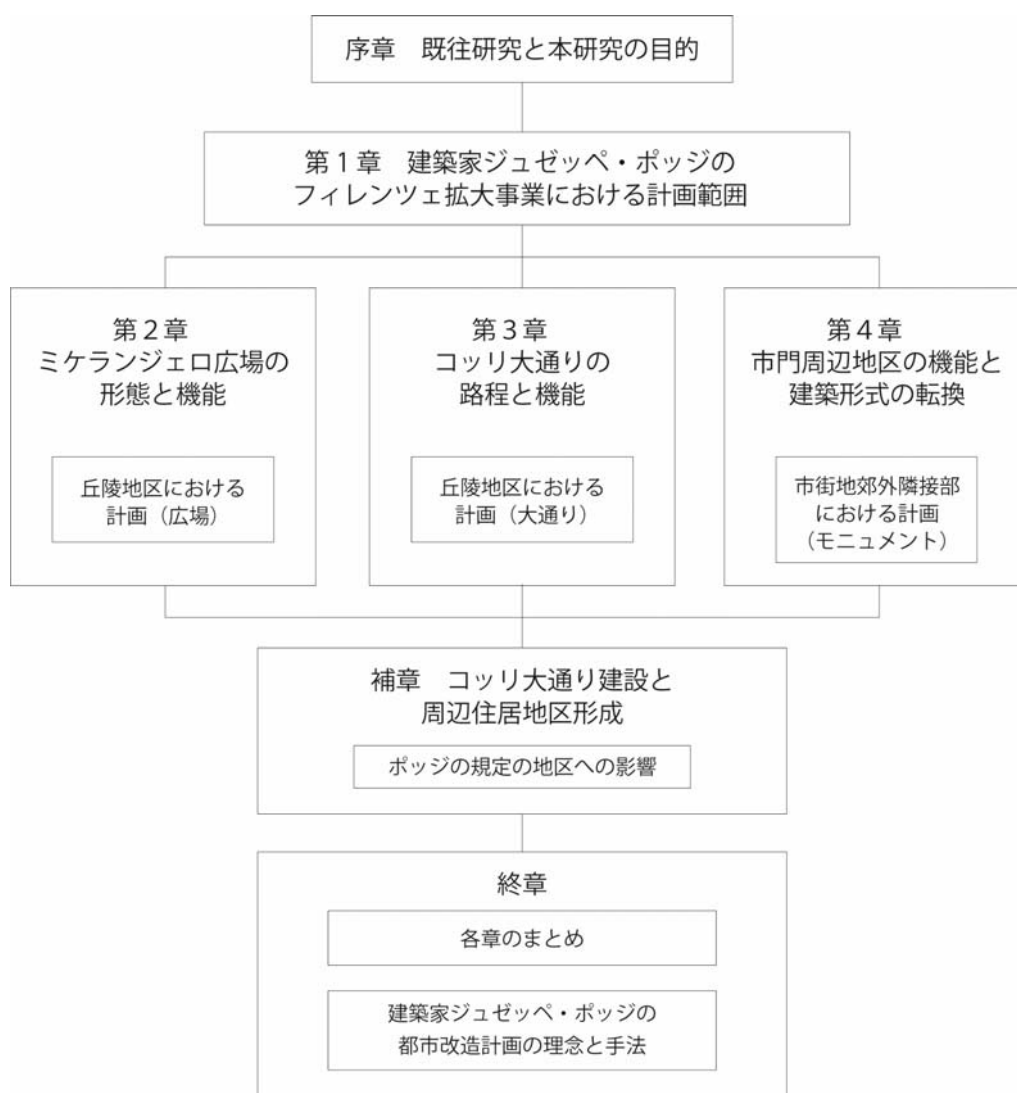 序章　既往研究と本研究の目的
第１章　建築家ジュゼッペ・ポッジの
フィレンツェ拡大事業における計画範囲
第２章
ミケランジェロ広場の
形態と機能
丘陵地区における
計画（広場）
第３章
コッリ大通りの
路程と機能
丘陵地区における
計画（大通り）
第４章
市門周辺地区の機能と
建築形式の転換
市街地郊外隣接部
における計画
（モニュメント）
補章　コッリ大通り建設と
周辺住居地区形成
ポッジの規定の地区への影響
終章
各章のまとめ
建築家ジュゼッペ・ポッジの
都市改造計画の理念と手法